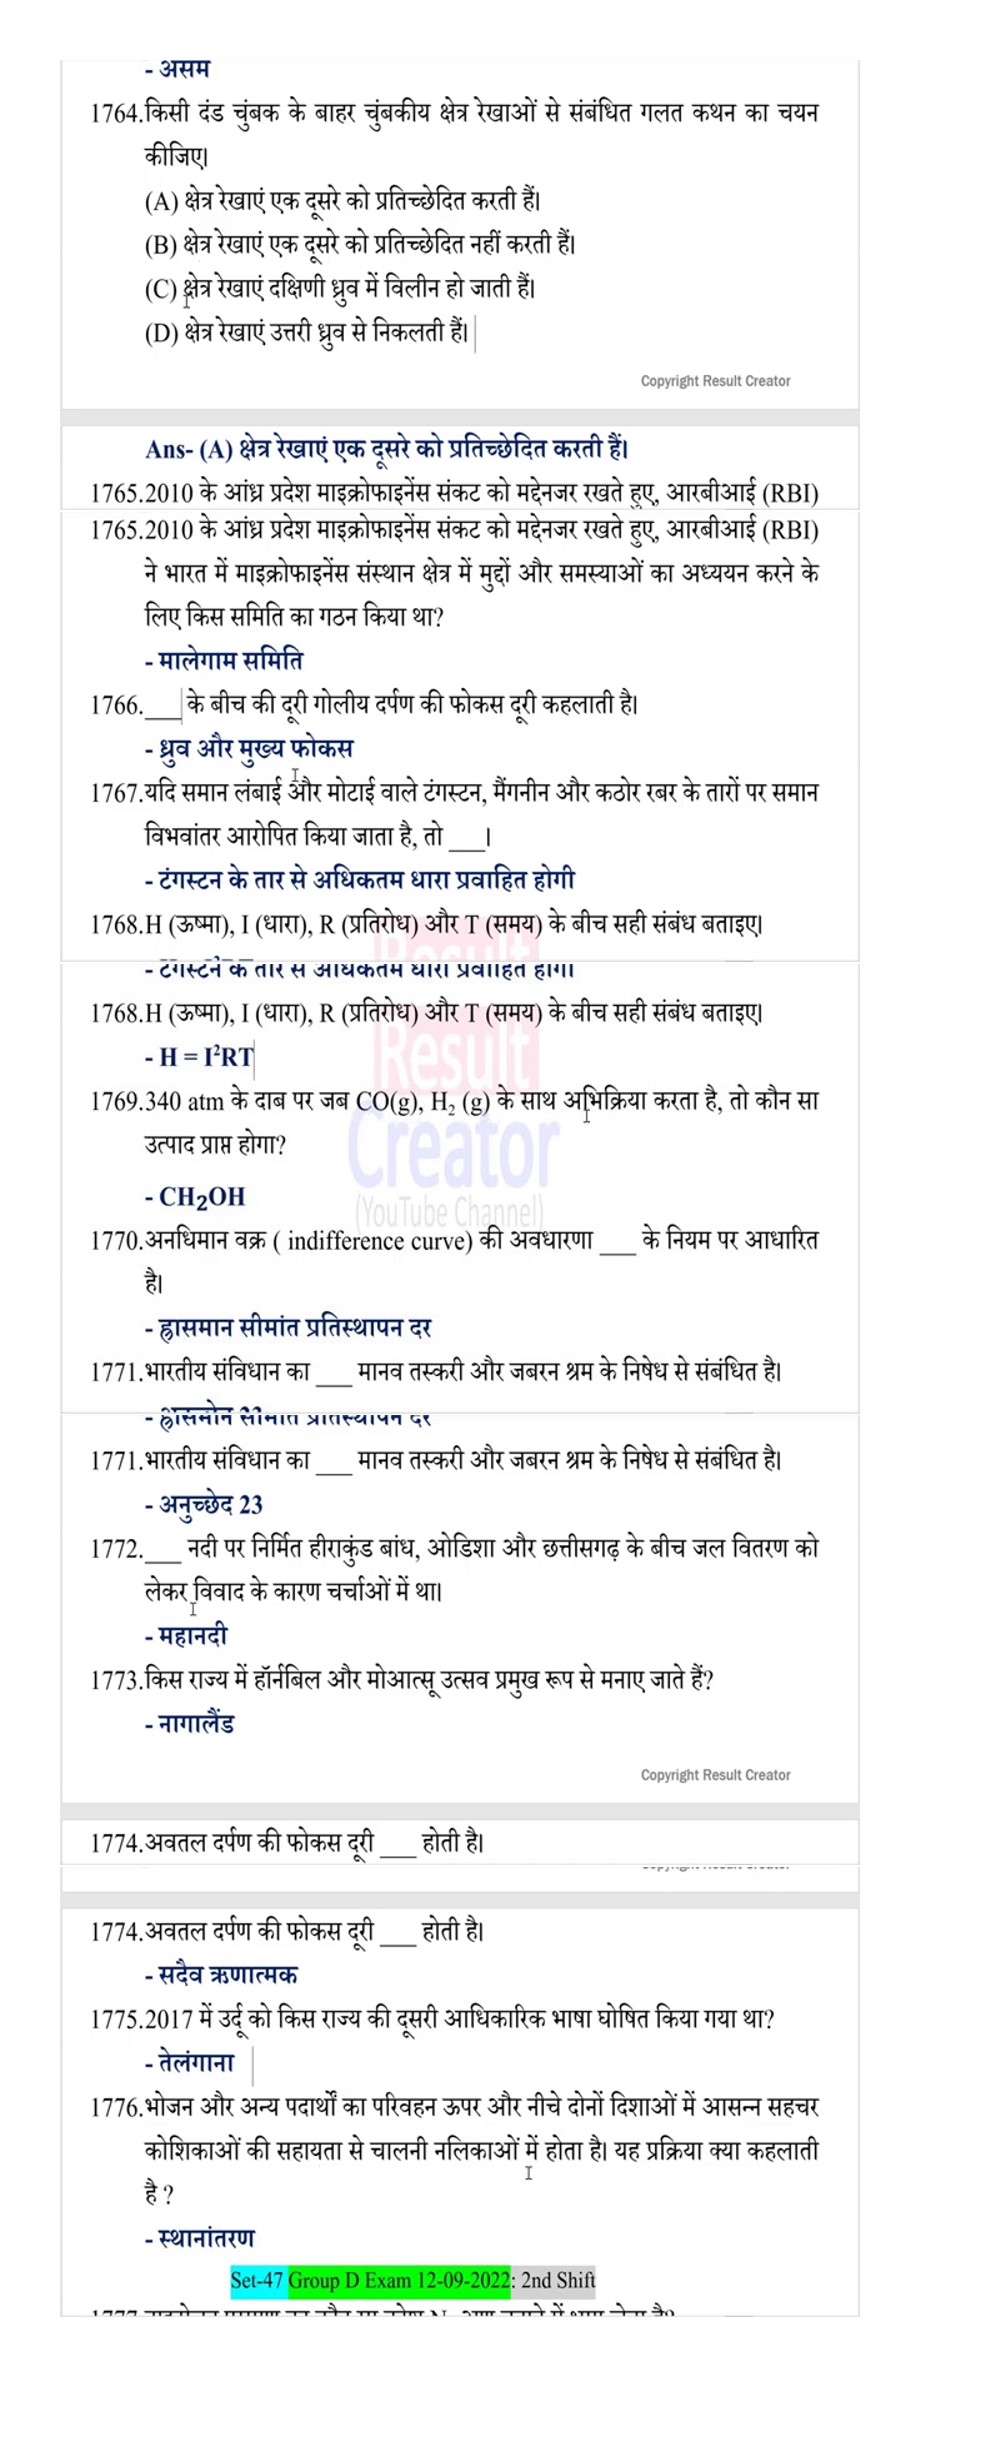 - असम
1764.किसी दंड चुंबक के बाहर चुंबकीय क्षेत्र रेखाओं से संबंधित गलत कथन का चयन
कीजिए।
(A) क्षेत्र रेखाएं एक दूसरे को प्रतिच्छेदित करती हैं।
(B) क्षेत्र रेखाएं एक दूसरे को प्रतिच्छेदित नहीं करती हैं।
(C) क्षेत्र रेखाएं दक्षिणी ध्रुव में विलीन हो जाती हैं।
(D) क्षेत्र रेखाएं उत्तरी ध्रुव से निकलती हैं।
Copyright Result Creator
Ans- (A) क्षेत्र रेखाएं एक दूसरे को प्रतिच्छेदित करती हैं।
1765.2010 के आंध्र प्रदेश माइक्रोफाइनेंस संकट को मद्देनजर रखते हुए, आरबीआई (RBI)
1765.2010 के आंध्र प्रदेश माइक्रोफाइनेंस संकट को मद्देनजर रखते हुए, आरबीआई (RBI)
ने भारत में माइक्रोफाइनेंस संस्थान क्षेत्र में मुद्दों और समस्याओं का अध्ययन करने के
लिए किस समिति का गठन किया था?
- मालेगाम समिति
1766.____ के बीच की दूरी गोलीय दर्पण की फोकस दूरी कहलाती है।
- ध्रुव और मुख्य फोकस
1767.यदि समान लंबाई और मोटाई वाले टंगस्टन, मैंगनीन और कठोर रबर के तारों पर समान
विभवांतर आरोपित किया जाता है, तो ____।
- टंगस्टन के तार से अधिकतम धारा प्रवाहित होगी
1768.H (ऊष्मा), I (धारा), R (प्रतिरोध) और T (समय) के बीच सही संबंध बताइए।
- टंगस्टन के तार से अधिकतम धारा प्रवाहित होगी
1768.H (ऊष्मा), I (धारा), R (प्रतिरोध) और T (समय) के बीच सही संबंध बताइए।
- H = I²RT
Result
1769.340 atm के दाब पर जब CO(g), H₂ (g) के साथ अभिक्रिया करता है, तो कौन सा
Creator
उत्पाद प्राप्त होगा?
- CH₂OH
(YouTube Channel)
1770.अनधिमान वक्र ( indifference curve) की अवधारणा ____ के नियम पर आधारित
है।
- ह्रासमान सीमांत प्रतिस्थापन दर
1771.भारतीय संविधान का ____ मानव तस्करी और जबरन श्रम के निषेध से संबंधित है।
- ह्रासमान सीमांत प्रतिस्थापन दर
1771.भारतीय संविधान का ____ मानव तस्करी और जबरन श्रम के निषेध से संबंधित है।
- अनुच्छेद 23
1772.____ नदी पर निर्मित हीराकुंड बांध, ओडिशा और छत्तीसगढ़ के बीच जल वितरण को
लेकर विवाद के कारण चर्चाओं में था।
- महानदी
1773.किस राज्य में हॉर्नबिल और मोआत्सू उत्सव प्रमुख रूप से मनाए जाते हैं?
- नागालैंड
Copyright Result Creator
1774.अवतल दर्पण की फोकस दूरी ____ होती है।
1774.अवतल दर्पण की फोकस दूरी ____ होती है।
- सदैव ऋणात्मक
1775.2017 में उर्दू को किस राज्य की दूसरी आधिकारिक भाषा घोषित किया गया था?
- तेलंगाना
1776.भोजन और अन्य पदार्थों का परिवहन ऊपर और नीचे दोनों दिशाओं में आसन्न सहचर
कोशिकाओं की सहायता से चालनी नलिकाओं में होता है। यह प्रक्रिया क्या कहलाती
है ?
- स्थानांतरण
Set-47 Group D Exam 12-09-2022: 2nd Shift